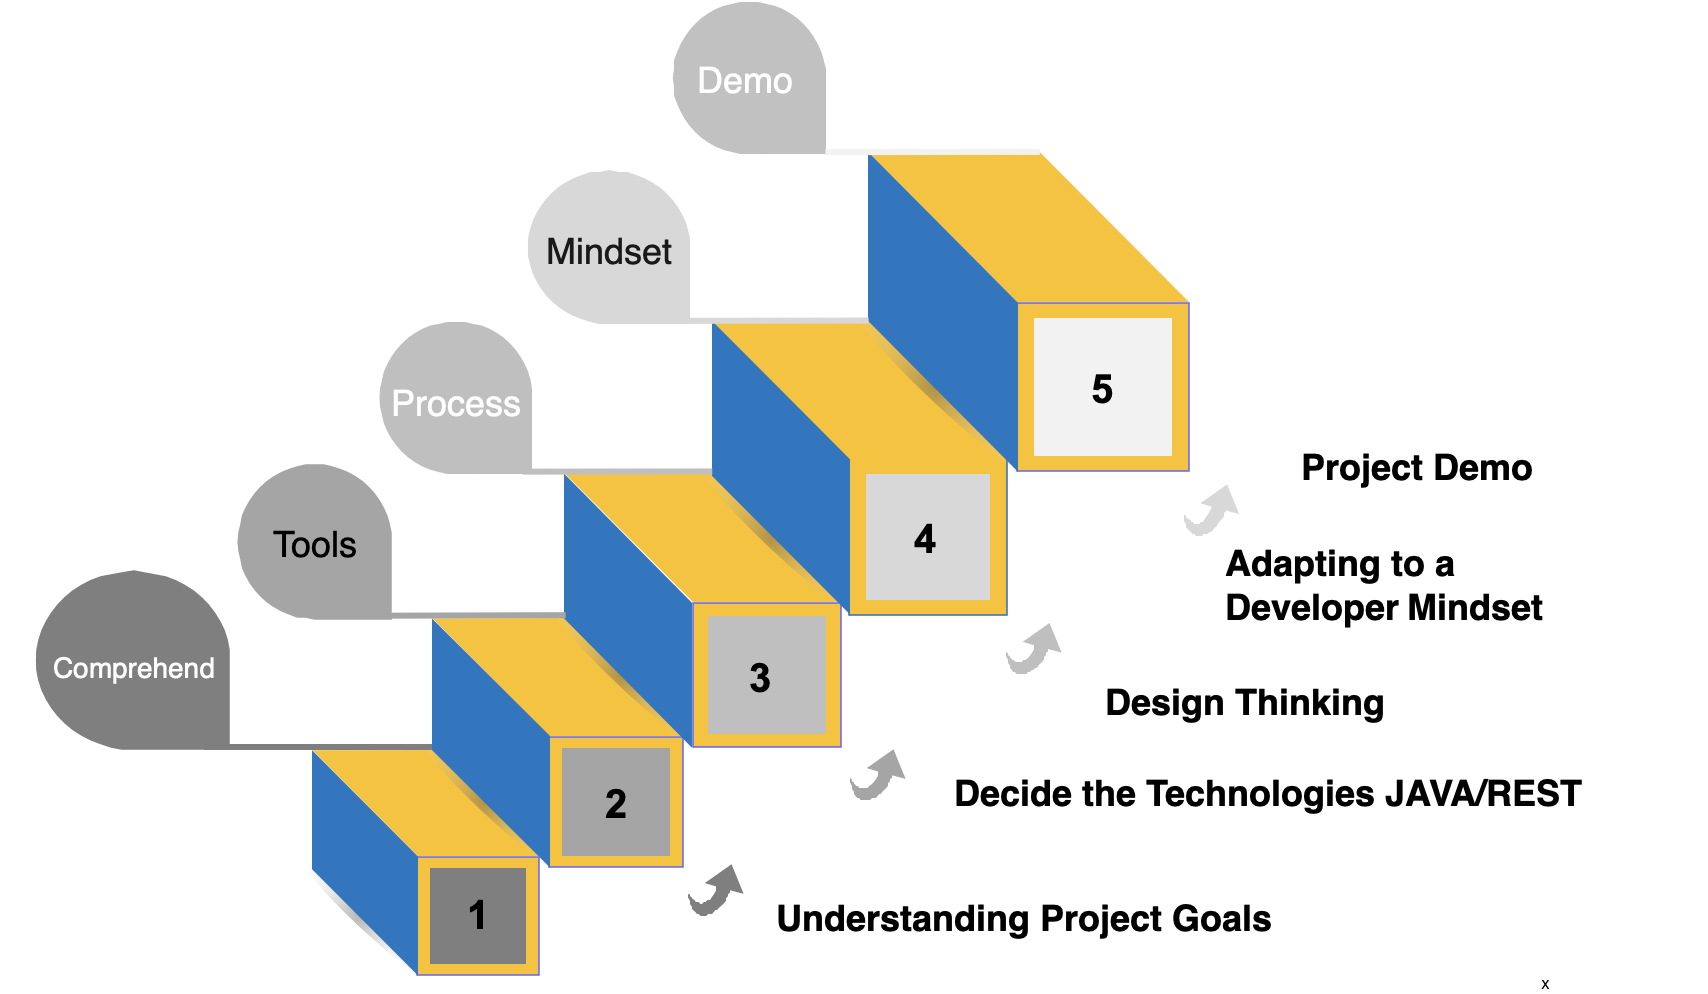 Demo
Mindset
Process
Tools
Comprehend
5
4
3
2
1
Project Demo
Adapting to a
Developer Mindset
Design Thinking
Decide the Technologies JAVA/REST
Understanding Project Goals
x